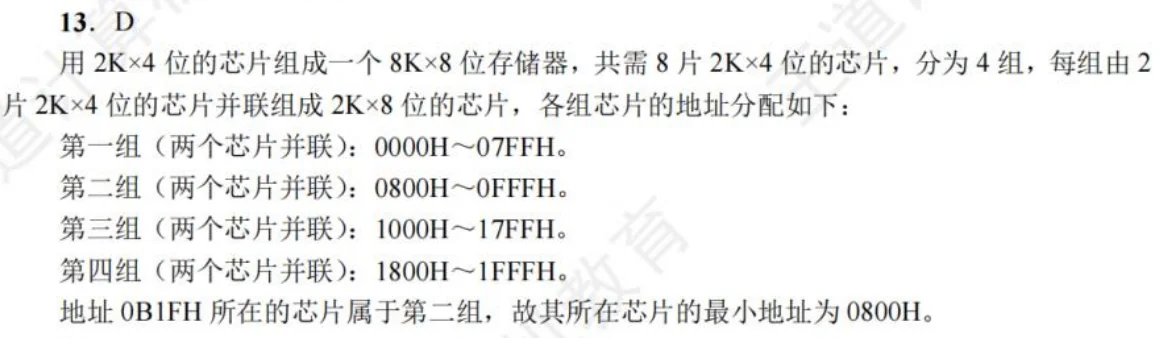 13. D
用 2K×4 位的芯片组成一个 8K×8 位存储器，共需 8 片 2K×4 位的芯片，分为 4 组，每组由 2
片 2K×4 位的芯片并联组成 2K×8 位的芯片，各组芯片的地址分配如下：
第一组（两个芯片并联）：0000H～07FFH。
第二组（两个芯片并联）：0800H～0FFFH。
第三组（两个芯片并联）：1000H～17FFH。
第四组（两个芯片并联）：1800H～1FFFH。
地址 0B1FH 所在的芯片属于第二组，故其所在芯片的最小地址为 0800H。